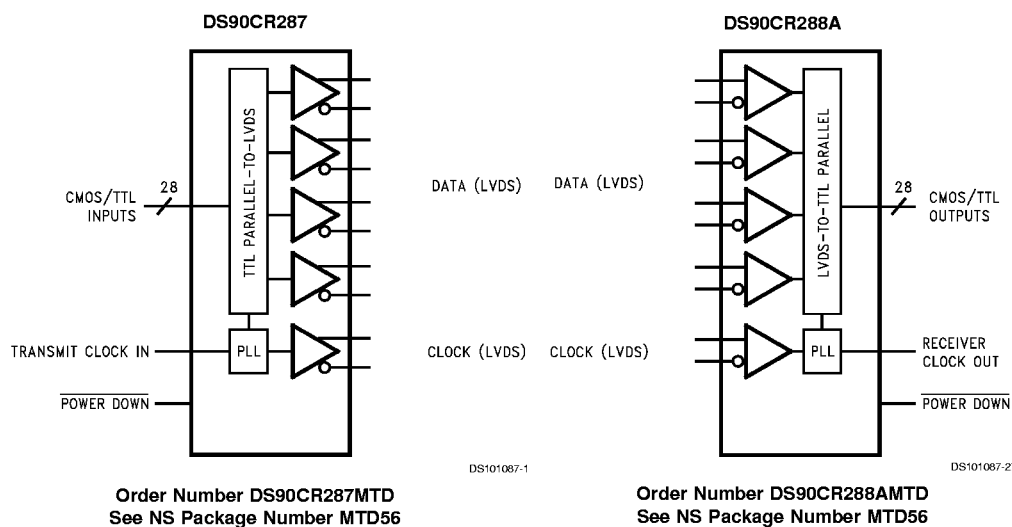 DS90CR287
TTL PARALLEL-TO-LVDS
28
CMOS/TTL
INPUTS
DATA (LVDS)
TRANSMIT CLOCK IN
PLL
CLOCK (LVDS)
POWER DOWN
DS101087-1
Order Number DS90CR287MTD
See NS Package Number MTD56
DS90CR288A
DATA (LVDS)
LVDS-TO-TTL PARALLEL
28
CMOS/TTL
OUTPUTS
CLOCK (LVDS)
PLL
RECEIVER
CLOCK OUT
POWER DOWN
DS101087-2
Order Number DS90CR288AMTD
See NS Package Number MTD56